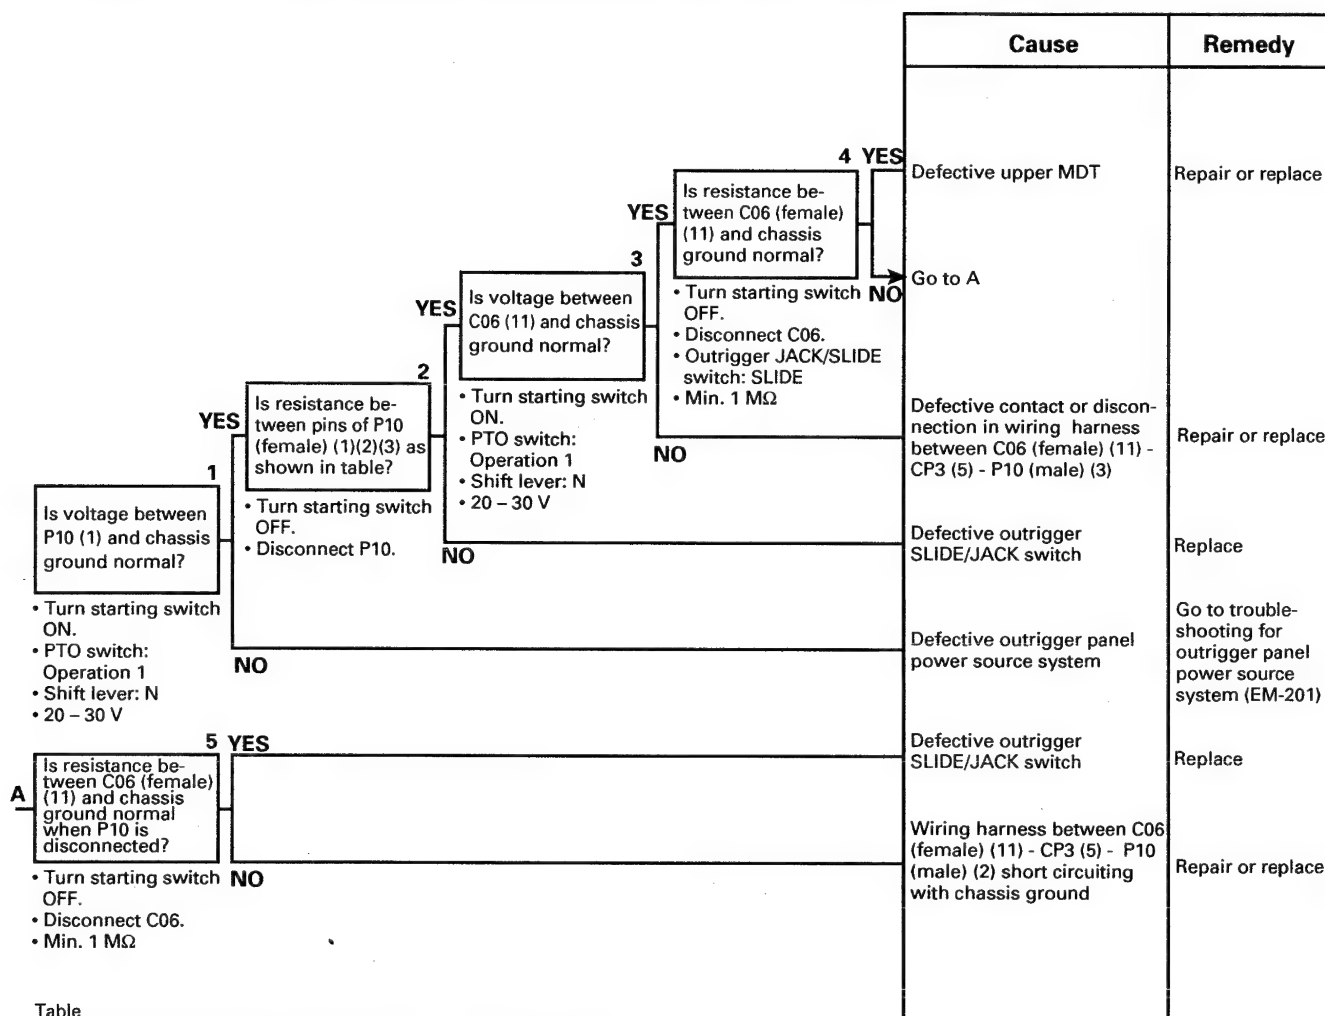 Cause
Remedy
4 YES
Is resistance be-
tween C06 (female)
(11) and chassis
ground normal?
• Turn starting switch
OFF.
• Disconnect C06.
• Outrigger JACK/SLIDE
switch: SLIDE
• Min. 1 MΩ
Defective upper MDT
Repair or replace
NO
Go to A
YES
3
Is voltage between
C06 (11) and chassis
ground normal?
• Turn starting switch
ON.
• PTO switch:
Operation 1
• Shift lever: N
• 20 – 30 V
NO
Defective contact or discon-
nection in wiring harness
between C06 (female) (11) -
CP3 (5) - P10 (male) (3)
Repair or replace
YES
2
Is resistance be-
tween pins of P10
(female) (1)(2)(3) as
shown in table?
• Turn starting switch
OFF.
• Disconnect P10.
NO
Defective outrigger
SLIDE/JACK switch
Replace
YES
1
Is voltage between
P10 (1) and chassis
ground normal?
• Turn starting switch
ON.
• PTO switch:
Operation 1
• Shift lever: N
• 20 – 30 V
NO
Defective outrigger panel
power source system
Go to trouble-
shooting for
outrigger panel
power source
system (EM-201)
A
5 YES
Is resistance be-
tween C06 (female)
(11) and chassis
ground normal
when P10 is
disconnected?
• Turn starting switch
OFF.
• Disconnect C06.
• Min. 1 MΩ
Defective outrigger
SLIDE/JACK switch
Replace
NO
Wiring harness between C06
(female) (11) - CP3 (5) - P10
(male) (2) short circuiting
with chassis ground
Repair or replace
Table